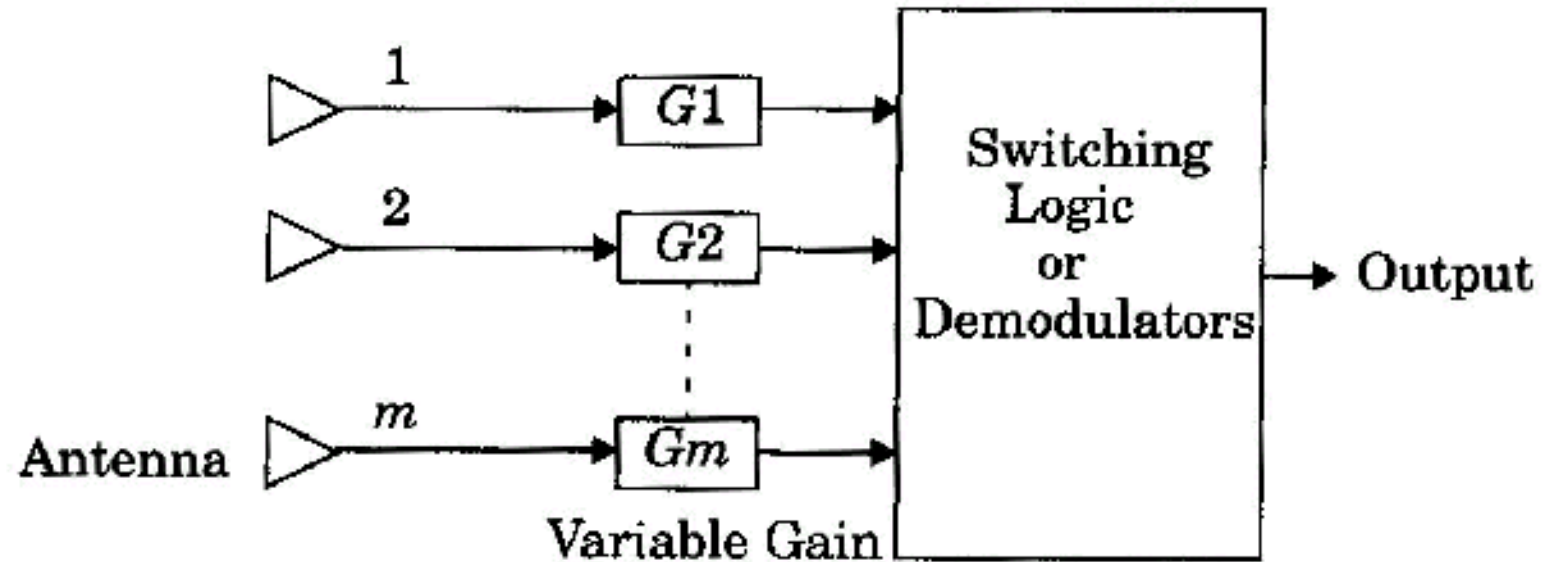 1
G1
2
G2
m
Gm
Antenna
Variable Gain
Switching
Logic
or
Demodulators
Output